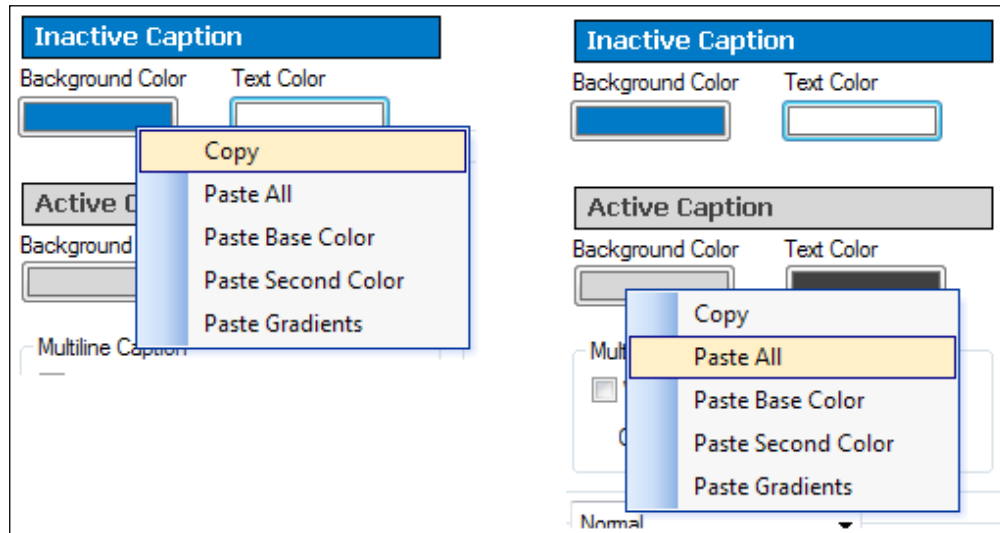 Inactive Caption
Background Color Text Color
Copy
Paste All
Active C
Paste Base Color
Background
Paste Second Color
Paste Gradients
Multiline Caption
Inactive Caption
Background Color Text Color
Active Caption
Background Color Text Color
Copy
Mult
Paste All
Paste Base Color
Paste Second Color
Paste Gradients
Normal